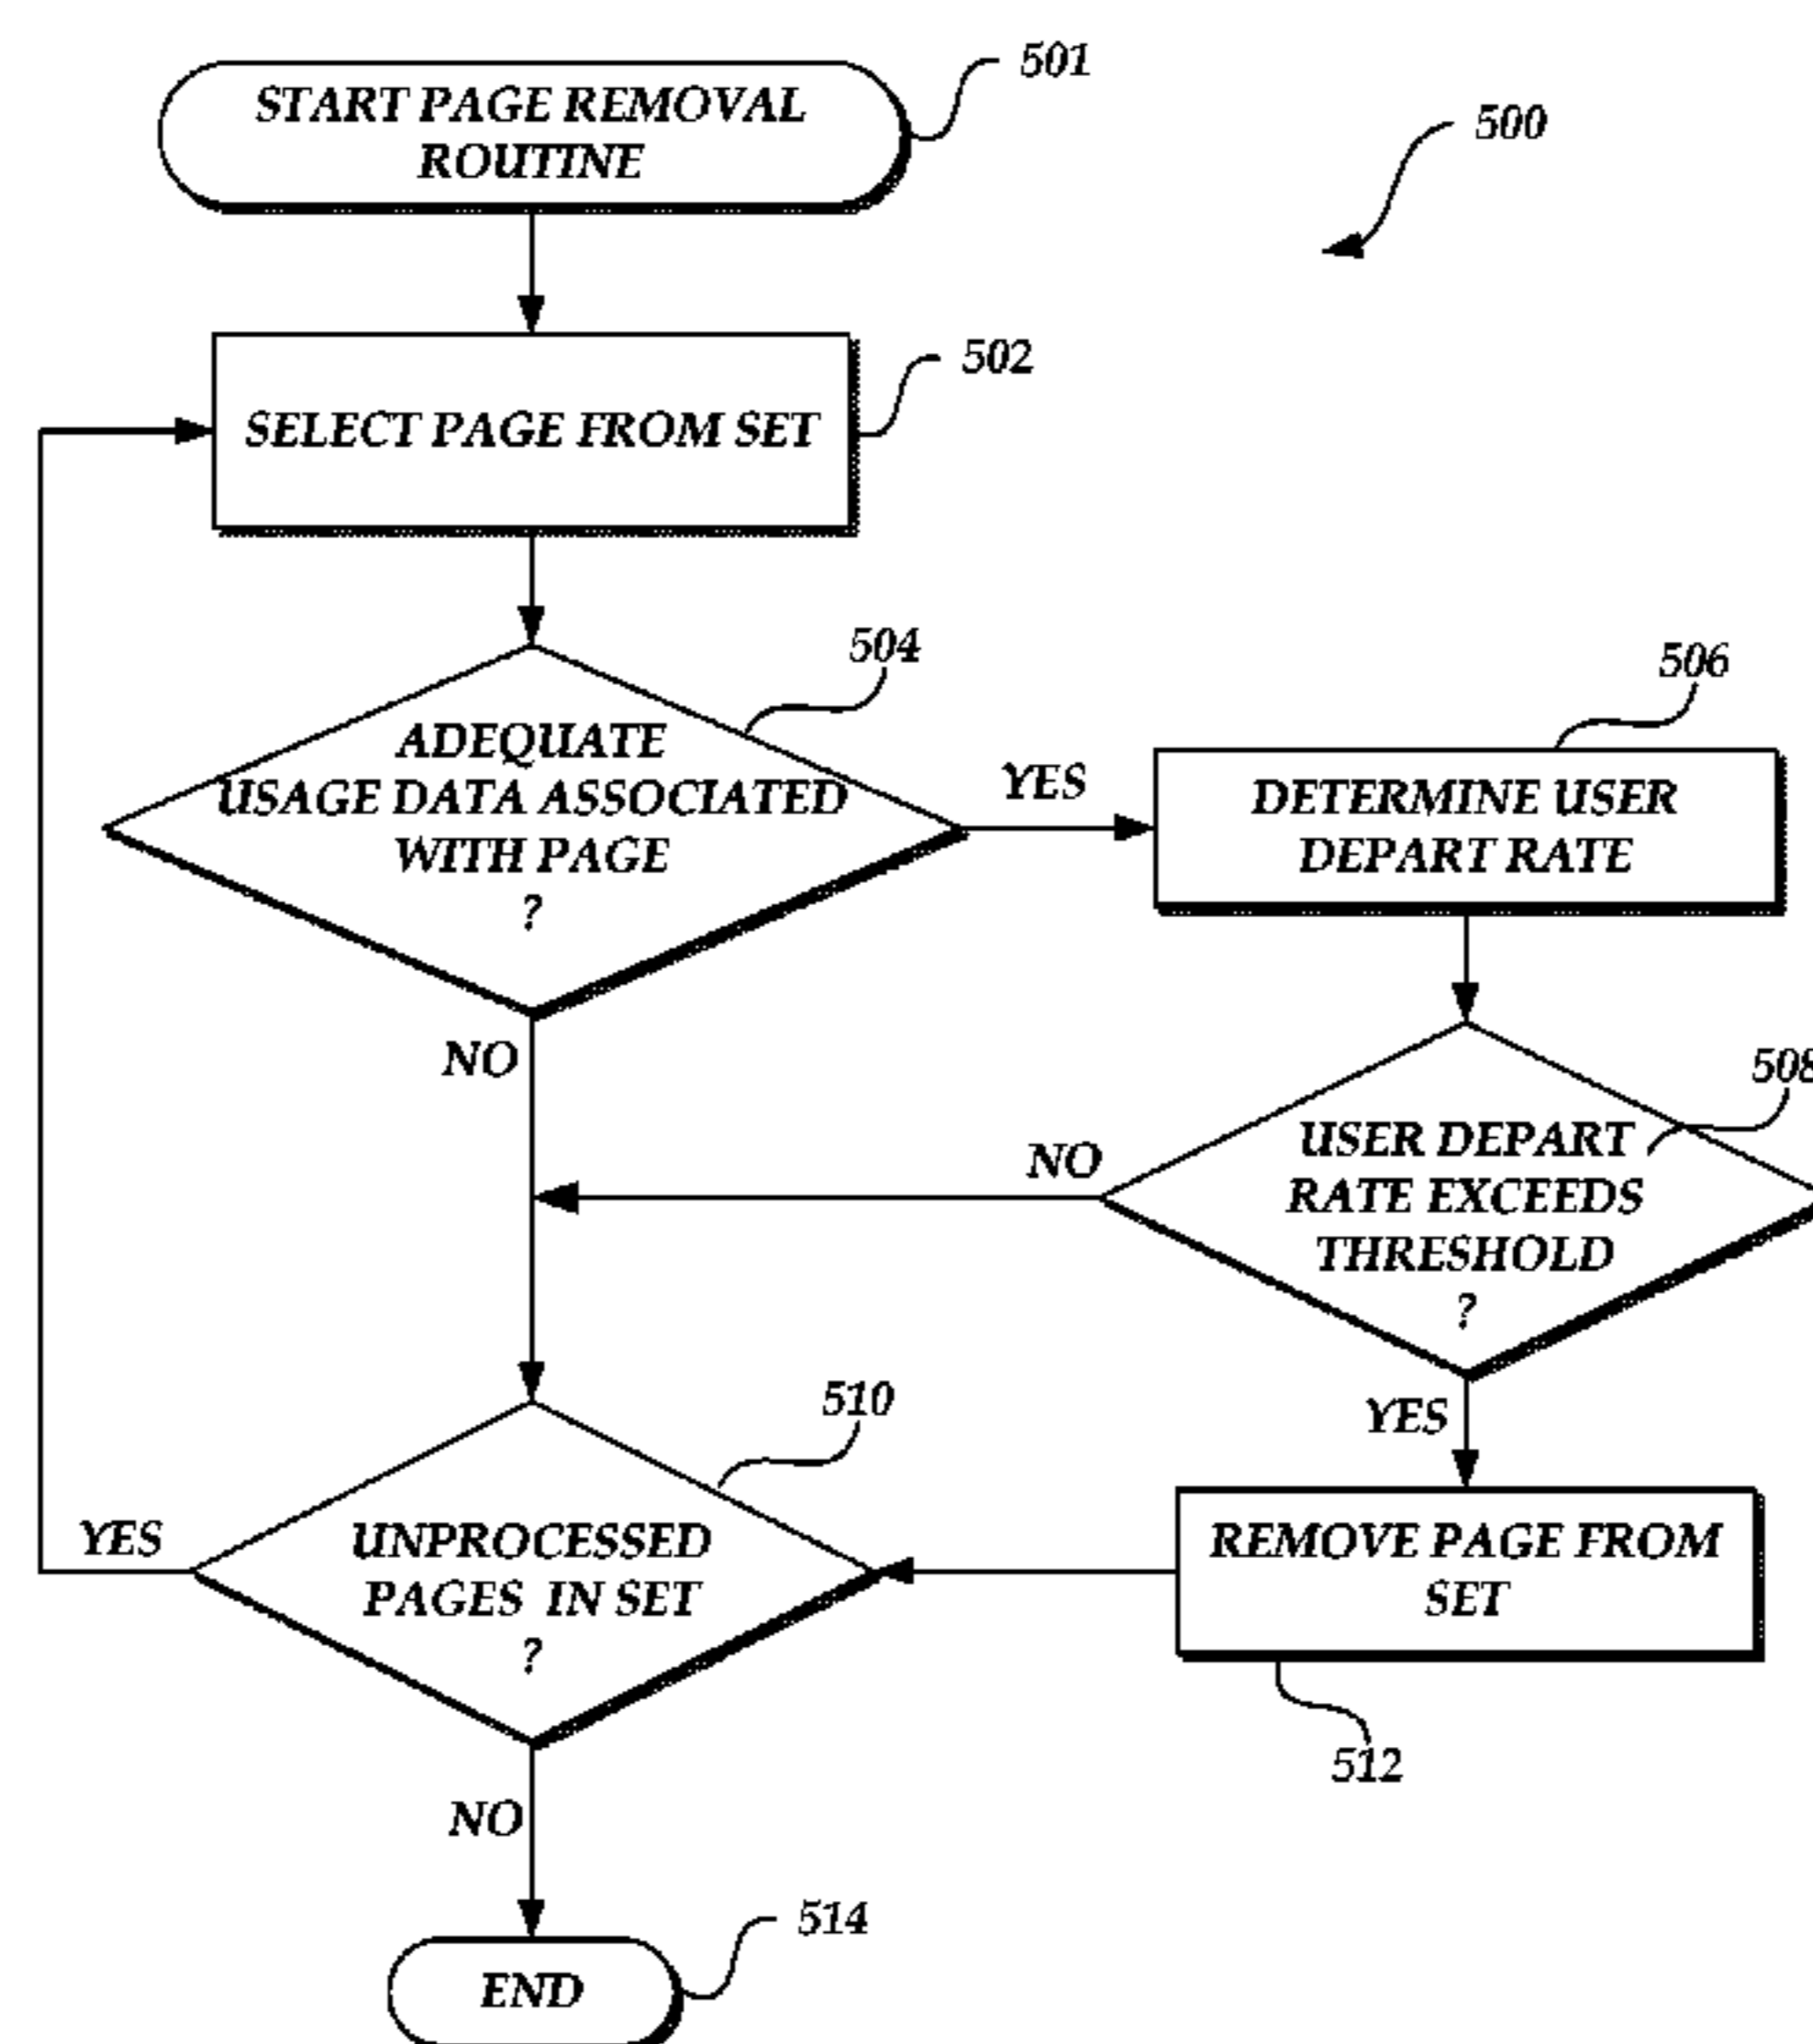 501
START PAGE REMOVAL
ROUTINE
500
502
SELECT PAGE FROM SET
504
ADEQUATE
USAGE DATA ASSOCIATED
WITH PAGE
?
YES
506
DETERMINE USER
DEPART RATE
NO
508
USER DEPART
RATE EXCEEDS
THRESHOLD
?
NO
YES
510
UNPROCESSED
PAGES IN SET
?
YES
REMOVE PAGE FROM
SET
512
NO
514
END